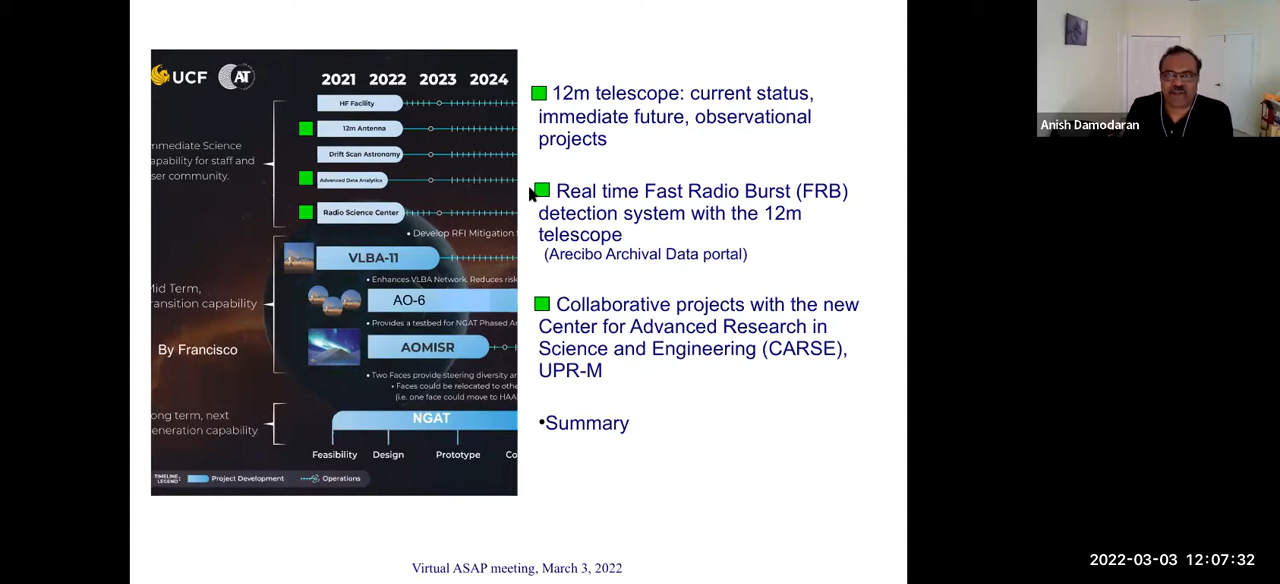 UCF AT
2021 2022 2023 2024
HF Facility
12m Antenna
mmediate Science
apability for staff and
ser community.
Drift Scan Astronomy
Advanced Data Analytics
Radio Science Center
• Develop RFI Mitigation t
VLBA-11
• Enhances VLBA Network. Reduces risk
Mid Term,
ransition capability
AO-6
• Provides a testbed for NGAT Phased Ar
By Francisco
AOMISR
• Two Faces provide steering diversity an
• Faces could be relocated to othe
(i.e. one face could move to HAA
ong term, next
eneration capability
NGAT
Feasibility Design Prototype Co
TIMELINE LEGEND
Project Development Operations
12m telescope: current status,
immediate future, observational
projects
Real time Fast Radio Burst (FRB)
detection system with the 12m
telescope
(Arecibo Archival Data portal)
Collaborative projects with the new
Center for Advanced Research in
Science and Engineering (CARSE),
UPR-M
•Summary
Virtual ASAP meeting, March 3, 2022
Anish Damodaran
2022-03-03 12:07:32